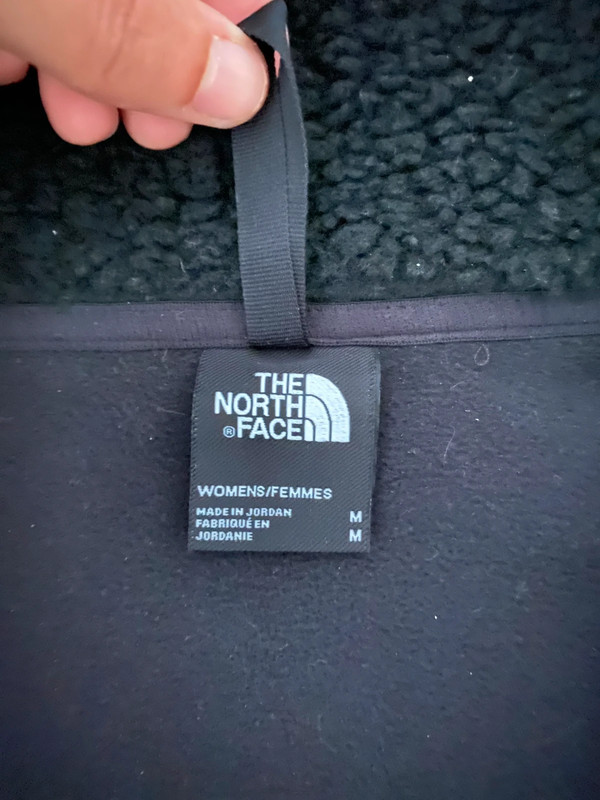 THE
NORTH
®FACE
WOMENS/FEMMES
MADE IN JORDAN M
FABRIQUÉ EN
JORDANIE M